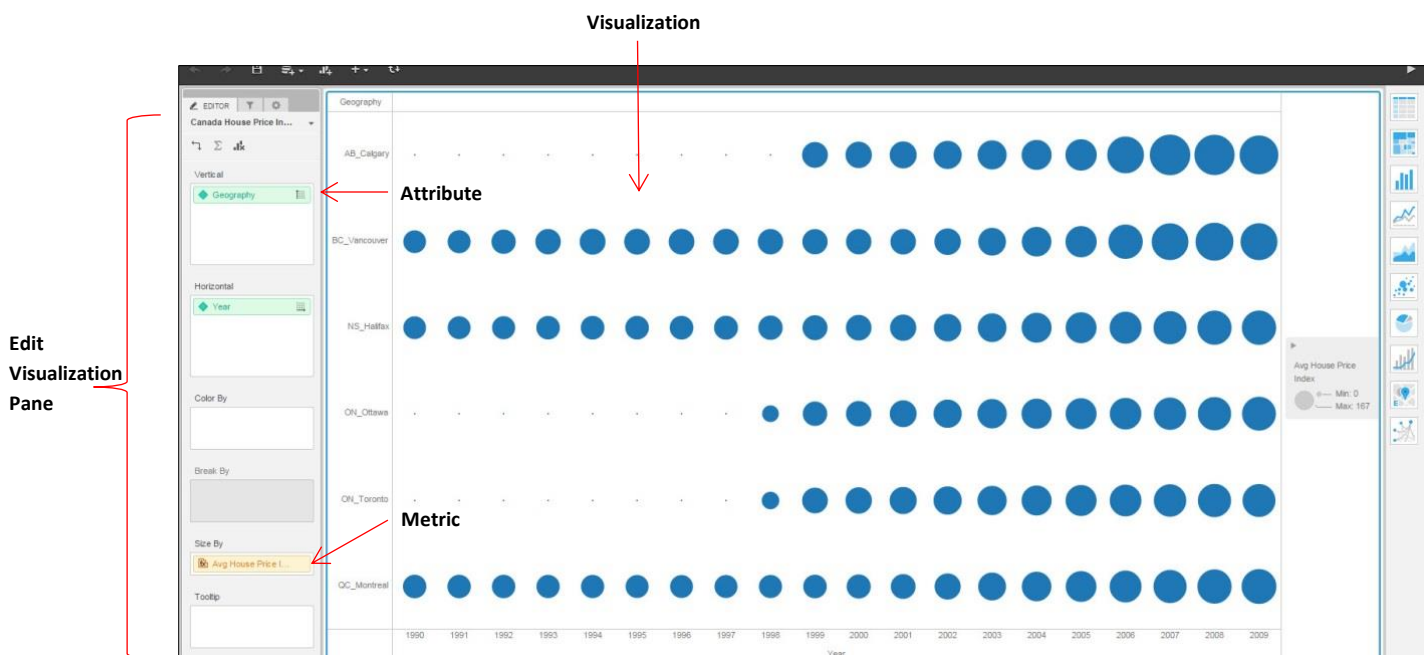 Visualization
EDITOR
Canada House Price In...
Vertical
Geography
Horizontal
Year
Color By
Break By
Size By
Avg House Price I...
Tooltip
Edit
Visualization
Pane
Attribute
Metric
Geography
AB_Calgary
BC_Vancouver
NS_Halifax
ON_Ottawa
ON_Toronto
QC_Montreal
1990 1991 1992 1993 1994 1995 1996 1997 1998 1999 2000 2001 2002 2003 2004 2005 2006 2007 2008 2009
Year
Avg House Price
Index
Min: 0
Max: 167